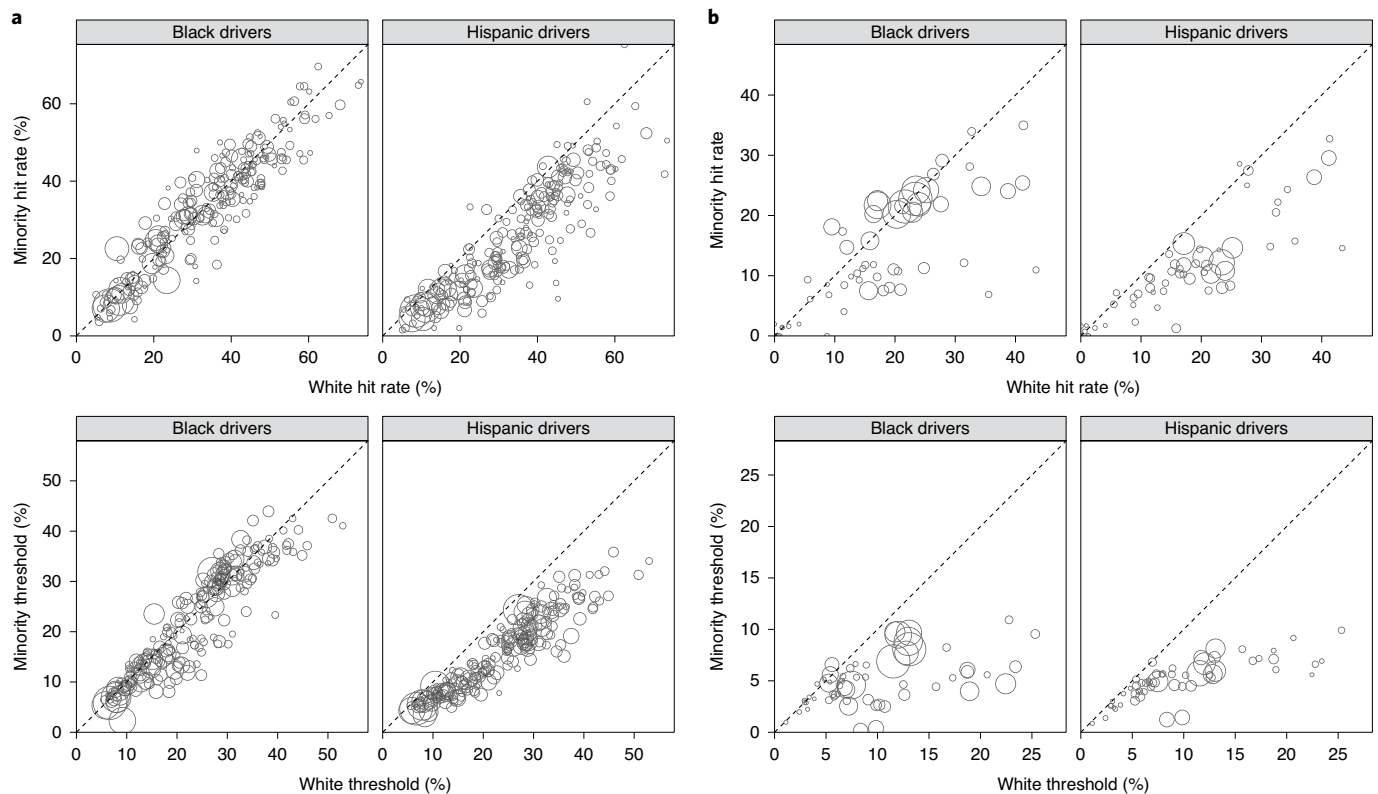 a
Black drivers
Hispanic drivers
Minority hit rate (%)
60
40
20
0
0 20 40 60 0 20 40 60
White hit rate (%)
Black drivers
Hispanic drivers
Minority threshold (%)
50
40
30
20
10
0
0 10 20 30 40 50 0 10 20 30 40 50
White threshold (%)
b
Black drivers
Hispanic drivers
Minority hit rate
40
30
20
10
0
0 10 20 30 40 0 10 20 30 40
White hit rate (%)
Black drivers
Hispanic drivers
Minority threshold (%)
25
20
15
10
5
0
0 5 10 15 20 25 0 5 10 15 20 25
White threshold (%)